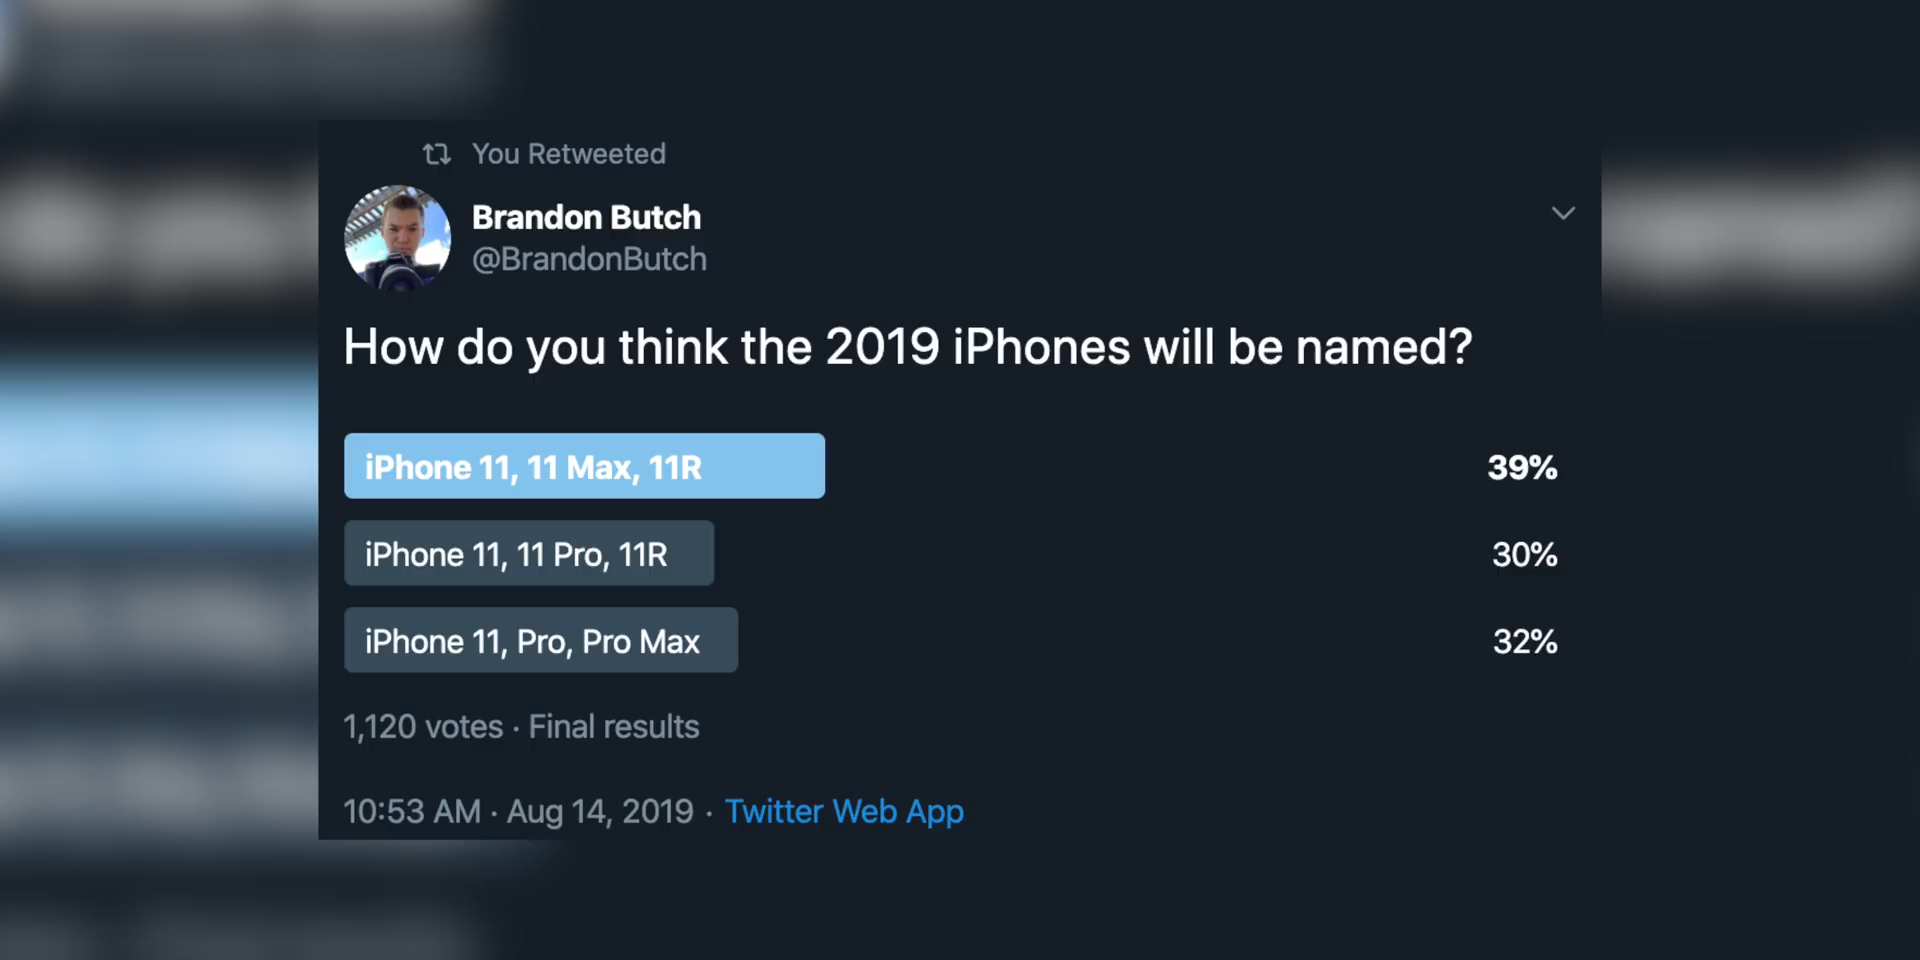 You Retweeted
Brandon Butch
@BrandonButch
How do you think the 2019 iPhones will be named?
iPhone 11, 11 Max, 11R 39%
iPhone 11, 11 Pro, 11R 30%
iPhone 11, Pro, Pro Max 32%
1,120 votes · Final results
10:53 AM · Aug 14, 2019 · Twitter Web App